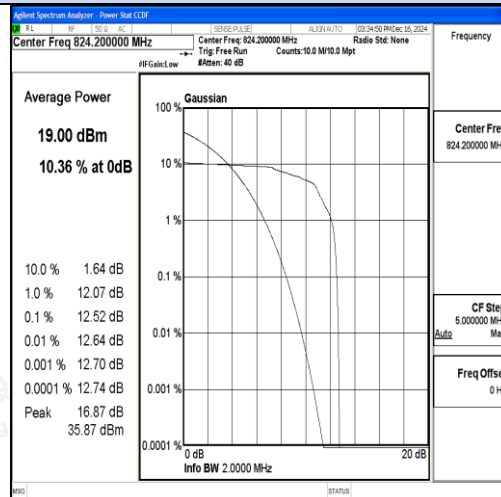 Agilent Spectrum Analyzer - Power Stat CCDF
RL RF 50 Ω AC SENSE:PULSE ALIGN AUTO 03:34:50 PM Dec 16, 2024
Center Freq 824.200000 MHz
Center Freq: 824.200000 MHz Radio Std: None
Trig: Free Run Counts:10.0 M/10.0 Mpt
#IFGain:Low #Atten: 40 dB
Frequency
Average Power
19.00 dBm
10.36 % at 0dB
10.0 % 1.64 dB
1.0 % 12.07 dB
0.1 % 12.52 dB
0.01 % 12.64 dB
0.001 % 12.70 dB
0.0001 % 12.74 dB
Peak 16.87 dB
35.87 dBm
Gaussian
100 %
10 %
1 %
0.1 %
0.01 %
0.001 %
0.0001 %
0 dB 20 dB
Info BW 2.0000 MHz
Center Fre
824.200000 MH
CF Step
5.000000 MH
Auto Ma
Freq Offse
0 H
MSG STATUS